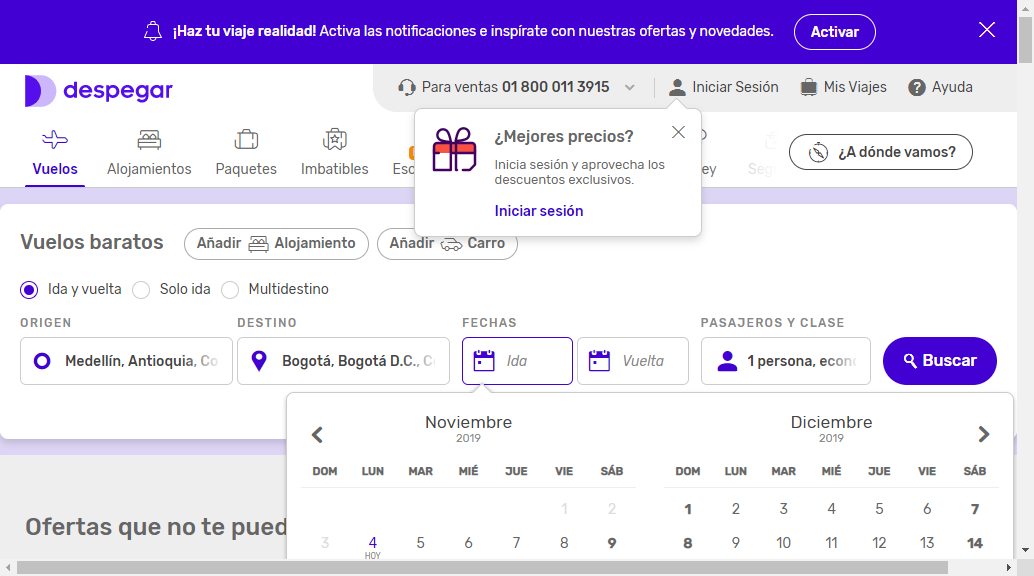 ¡Haz tu viaje realidad! Activa las notificaciones e inspírate con nuestras ofertas y novedades.
Activar
despegar
Para ventas 01 800 011 3915
Iniciar Sesión
Mis Viajes
Ayuda
Vuelos
Alojamientos
Paquetes
Imbatibles
Esc
ey
Seg
¿A dónde vamos?
¿Mejores precios?
Inicia sesión y aprovecha los
descuentos exclusivos.
Iniciar sesión
Vuelos baratos
Añadir Alojamiento
Añadir Carro
Ida y vuelta
Solo ida
Multidestino
ORIGEN
DESTINO
FECHAS
PASAJEROS Y CLASE
Medellín, Antioquia, Co
Bogotá, Bogotá D.C., C
Ida
Vuelta
1 persona, econ
Buscar
Noviembre
2019
DOM LUN MAR MIÉ JUE VIE SÁB
1 2
3 4 5 6 7 8 9
HOY
Diciembre
2019
DOM LUN MAR MIÉ JUE VIE SÁB
1 2 3 4 5 6 7
8 9 10 11 12 13 14
Ofertas que no te pued